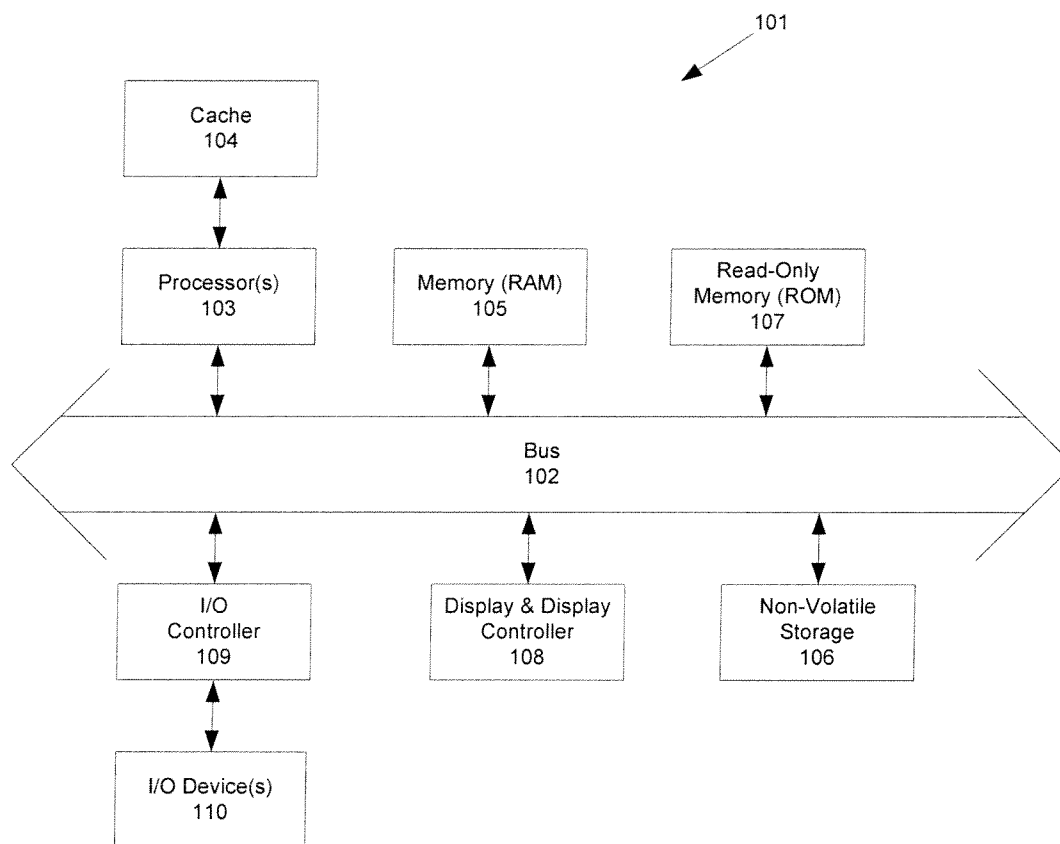 101
Cache
104
Processor(s)
103
Memory (RAM)
105
Read-Only
Memory (ROM)
107
Bus
102
I/O
Controller
109
Display & Display
Controller
108
Non-Volatile
Storage
106
I/O Device(s)
110